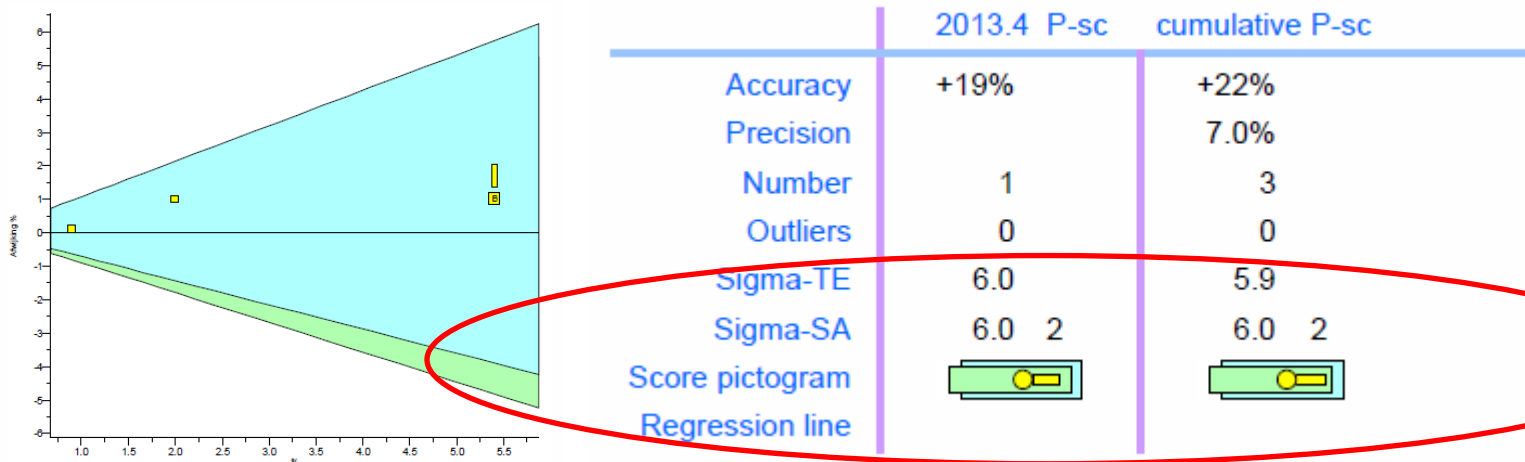 6
5
4
3
2
1
0
-1
-2
-3
-4
-5
-6
Afwijking %
B
1.0 1.5 2.0 2.5 3.0 3.5 4.0 4.5 5.0 5.5
%
2013.4 P-sc cumulative P-sc
Accuracy +19% +22%
Precision 7.0%
Number 1 3
Outliers 0 0
Sigma-TE 6.0 5.9
Sigma-SA 6.0 2 6.0 2
Score pictogram
Regression line